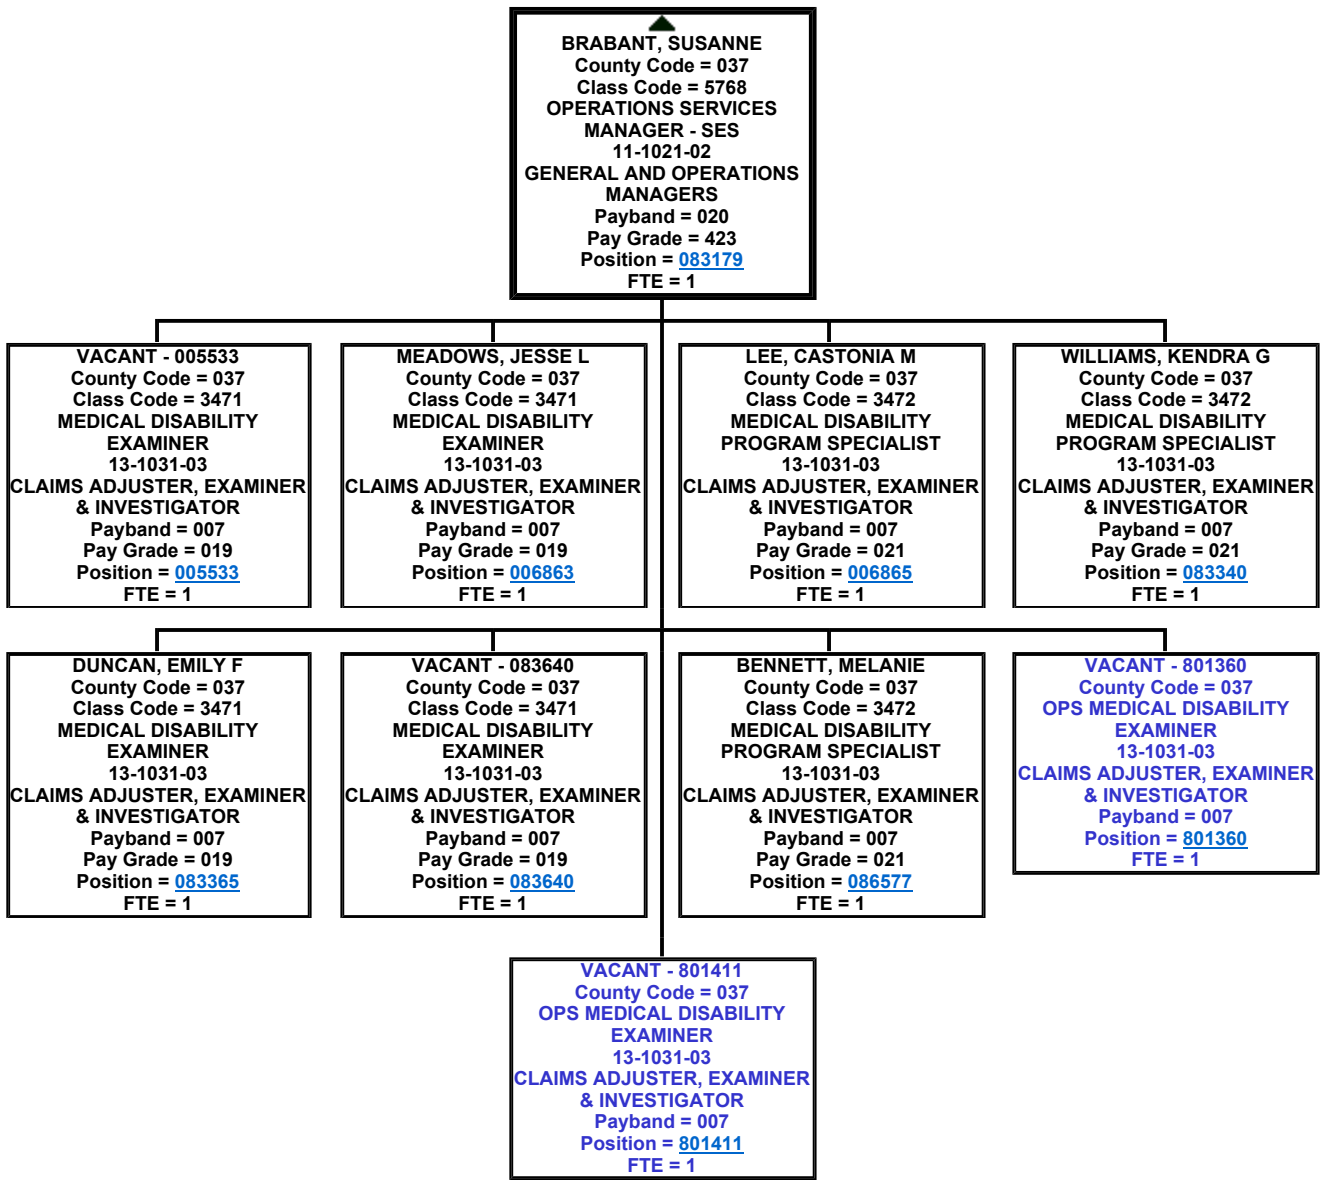 BRABANT, SUSANNE
County Code = 037
Class Code = 5768
OPERATIONS SERVICES
MANAGER - SES
11-1021-02
GENERAL AND OPERATIONS
MANAGERS
Payband = 020
Pay Grade = 423
Position = 083179
FTE = 1
VACANT - 005533
County Code = 037
Class Code = 3471
MEDICAL DISABILITY
EXAMINER
13-1031-03
CLAIMS ADJUSTER, EXAMINER
& INVESTIGATOR
Payband = 007
Pay Grade = 019
Position = 005533
FTE = 1
MEADOWS, JESSE L
County Code = 037
Class Code = 3471
MEDICAL DISABILITY
EXAMINER
13-1031-03
CLAIMS ADJUSTER, EXAMINER
& INVESTIGATOR
Payband = 007
Pay Grade = 019
Position = 006863
FTE = 1
LEE, CASTONIA M
County Code = 037
Class Code = 3472
MEDICAL DISABILITY
PROGRAM SPECIALIST
13-1031-03
CLAIMS ADJUSTER, EXAMINER
& INVESTIGATOR
Payband = 007
Pay Grade = 021
Position = 006865
FTE = 1
WILLIAMS, KENDRA G
County Code = 037
Class Code = 3472
MEDICAL DISABILITY
PROGRAM SPECIALIST
13-1031-03
CLAIMS ADJUSTER, EXAMINER
& INVESTIGATOR
Payband = 007
Pay Grade = 021
Position = 083340
FTE = 1
DUNCAN, EMILY F
County Code = 037
Class Code = 3471
MEDICAL DISABILITY
EXAMINER
13-1031-03
CLAIMS ADJUSTER, EXAMINER
& INVESTIGATOR
Payband = 007
Pay Grade = 019
Position = 083365
FTE = 1
VACANT - 083640
County Code = 037
Class Code = 3471
MEDICAL DISABILITY
EXAMINER
13-1031-03
CLAIMS ADJUSTER, EXAMINER
& INVESTIGATOR
Payband = 007
Pay Grade = 019
Position = 083640
FTE = 1
BENNETT, MELANIE
County Code = 037
Class Code = 3472
MEDICAL DISABILITY
PROGRAM SPECIALIST
13-1031-03
CLAIMS ADJUSTER, EXAMINER
& INVESTIGATOR
Payband = 007
Pay Grade = 021
Position = 086577
FTE = 1
VACANT - 801360
County Code = 037
OPS MEDICAL DISABILITY
EXAMINER
13-1031-03
CLAIMS ADJUSTER, EXAMINER
& INVESTIGATOR
Payband = 007
Position = 801360
FTE = 1
VACANT - 801411
County Code = 037
OPS MEDICAL DISABILITY
EXAMINER
13-1031-03
CLAIMS ADJUSTER, EXAMINER
& INVESTIGATOR
Payband = 007
Position = 801411
FTE = 1